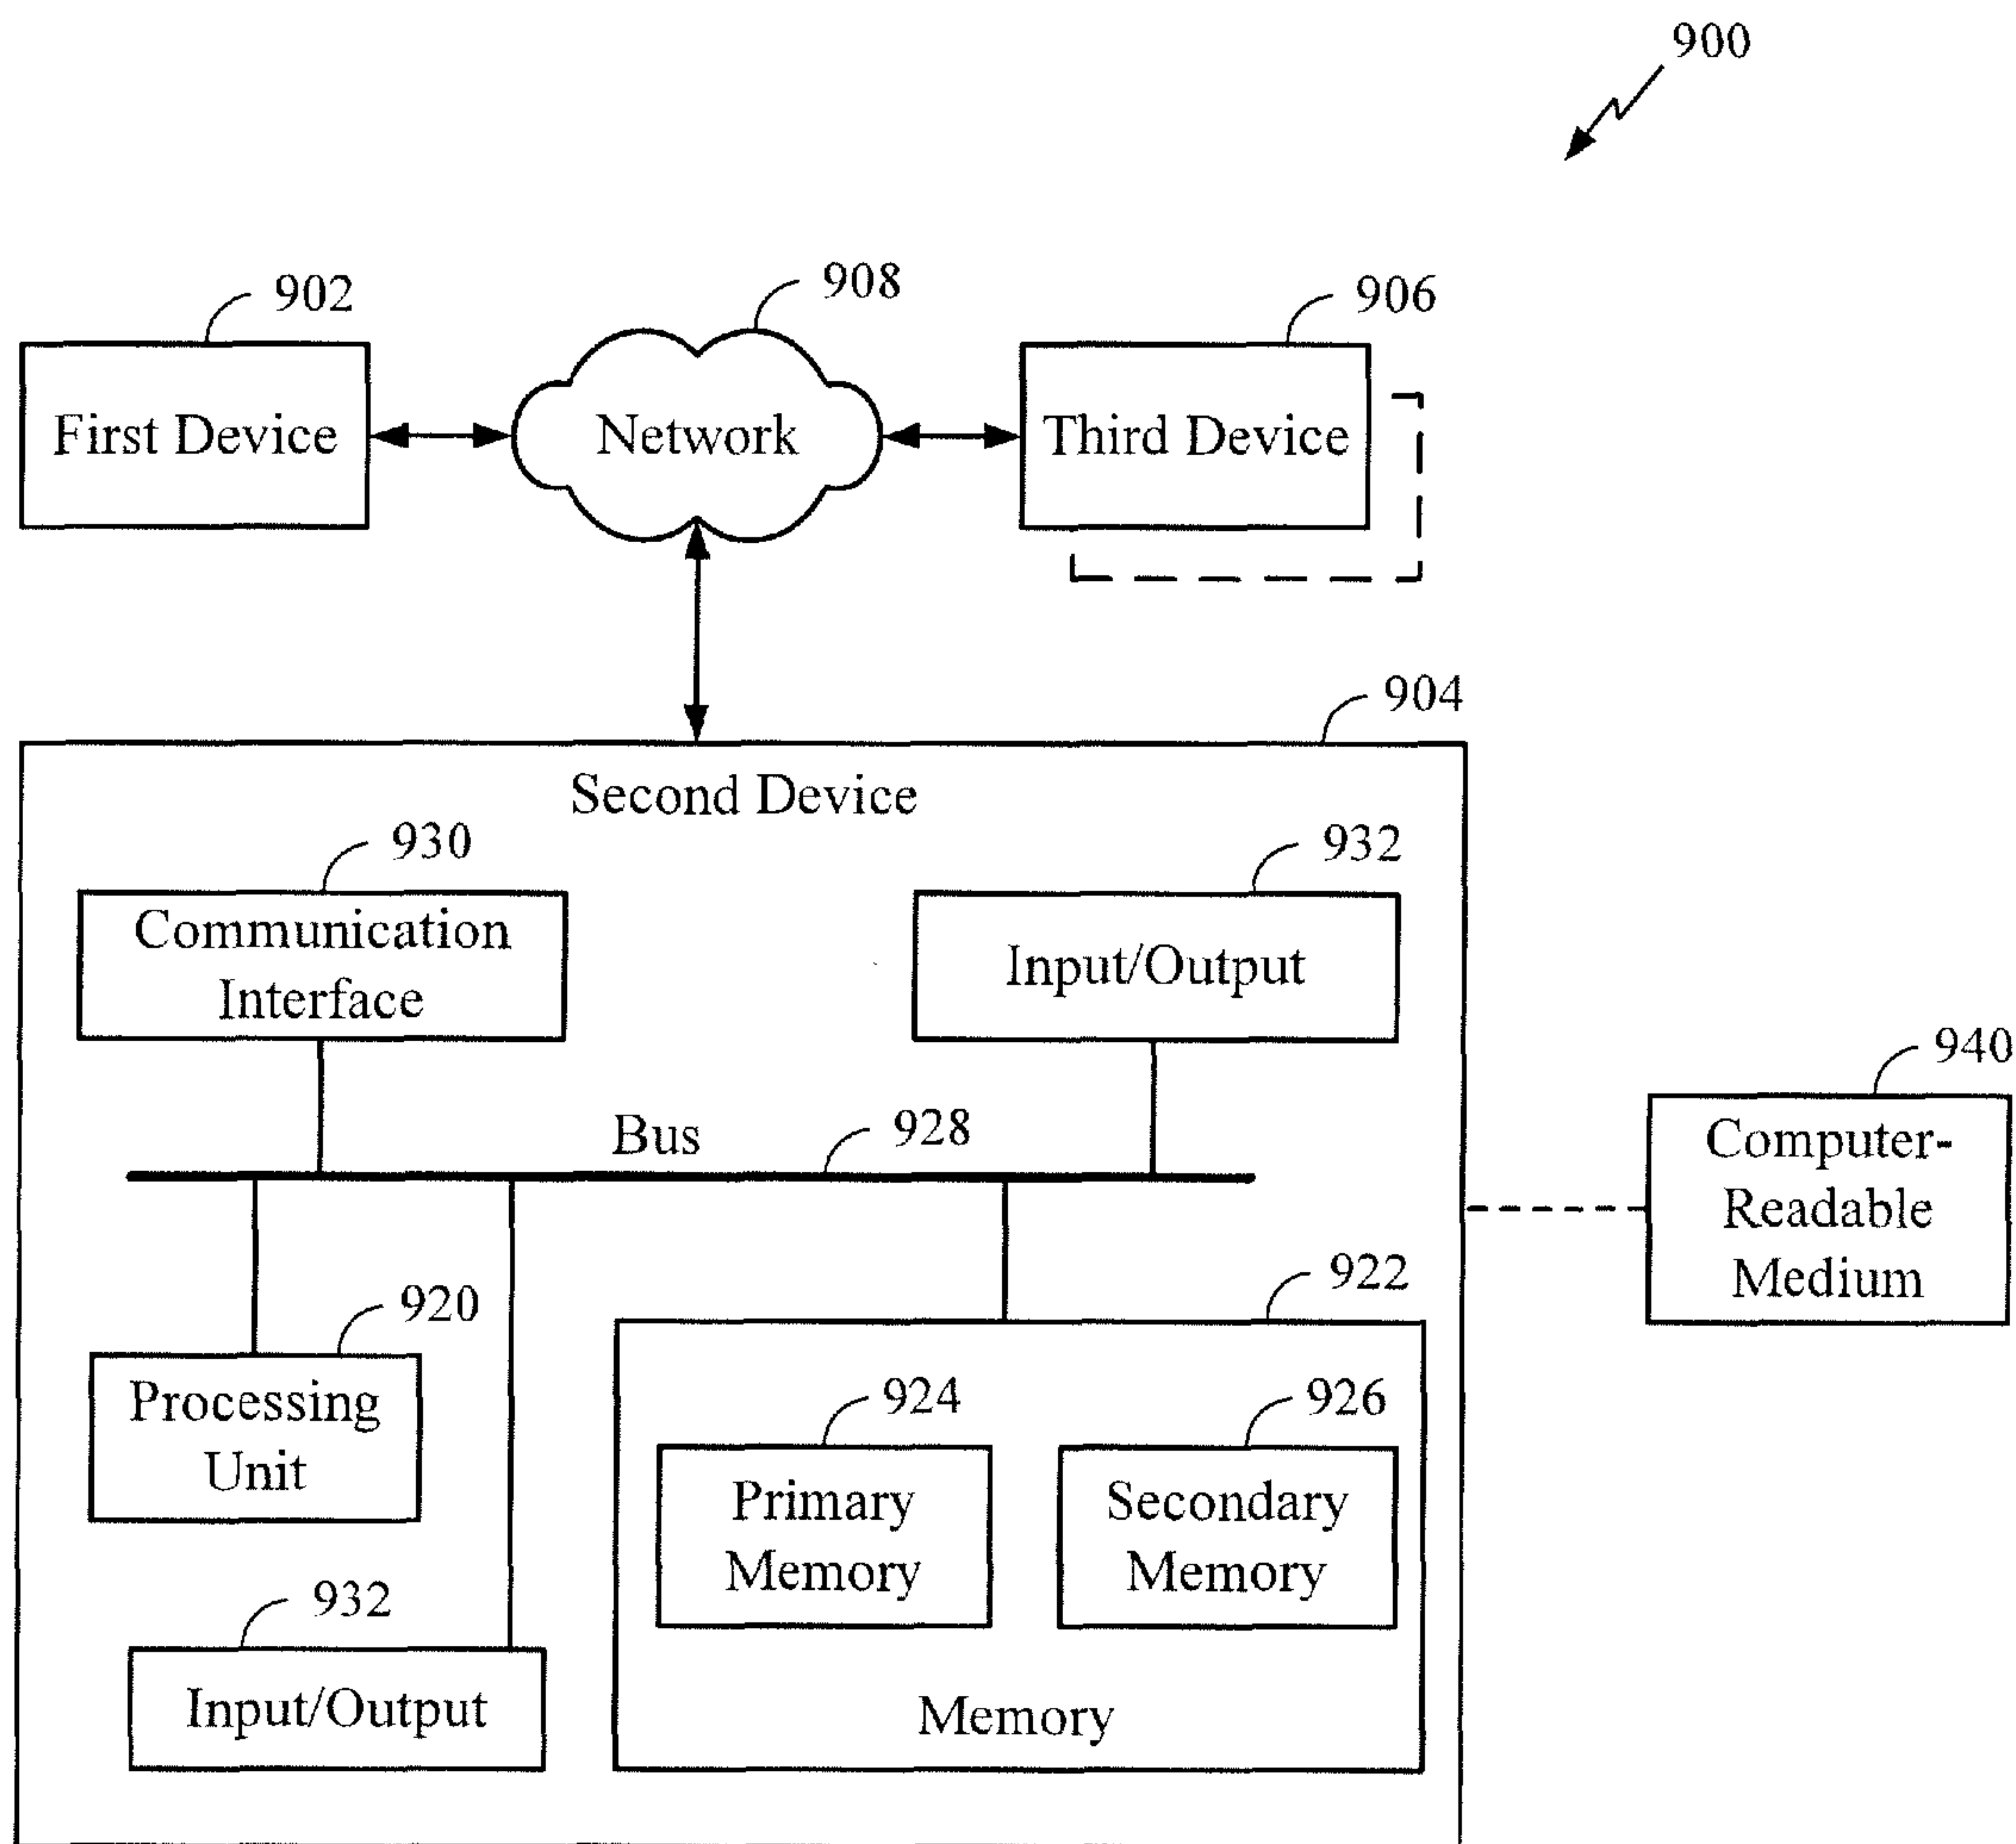 900
902
908
906
First Device
Network
Third Device
904
Second Device
930
932
Communication
Interface
Input/Output
940
Computer-
Readable
Medium
Bus
928
922
920
Processing
Unit
924
926
Primary
Memory
Secondary
Memory
932
Input/Output
Memory